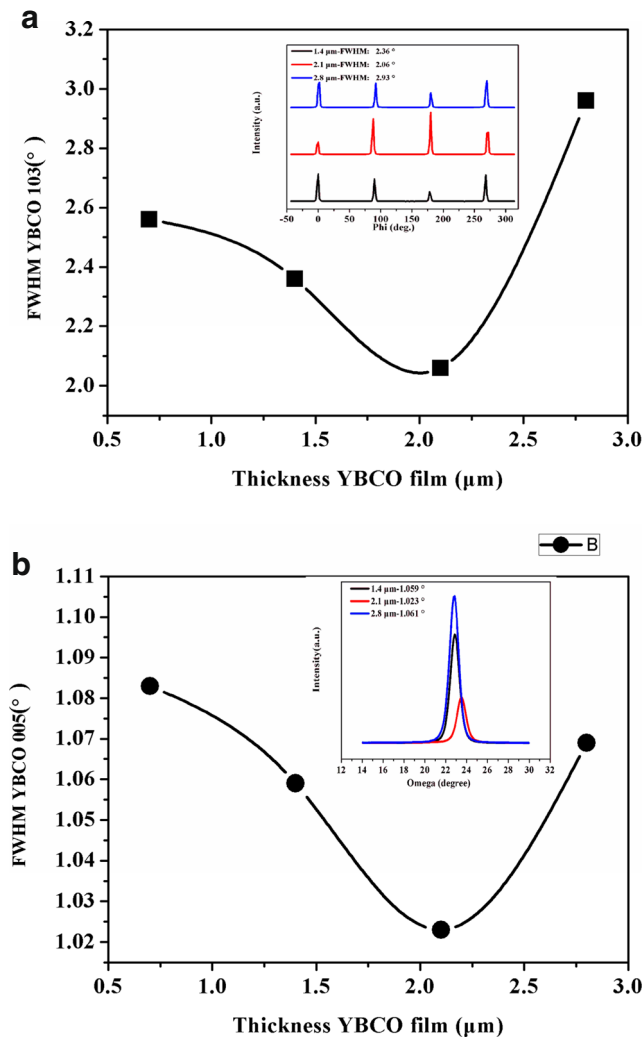 a
FWHM YBCO 103(°)
3.2
3.0
2.8
2.6
2.4
2.2
2.0
0.5 1.0 1.5 2.0 2.5 3.0
Thickness YBCO film (µm)
1.4 µm-FWHM: 2.36 °
2.1 µm-FWHM: 2.06 °
2.8 µm-FWHM: 2.93 °
Intensity (a.u.)
-50 0 50 100 150 200 250 300
Phi (deg.)
B
b
FWHM YBCO 005(°)
1.11
1.10
1.09
1.08
1.07
1.06
1.05
1.04
1.03
1.02
0.5 1.0 1.5 2.0 2.5 3.0
Thickness YBCO film (µm)
1.4 µm-1.059 °
2.1 µm-1.023 °
2.8 µm-1.061 °
Intensity(a.u.)
12 14 16 18 20 22 24 26 28 30 32
Omega (degree)